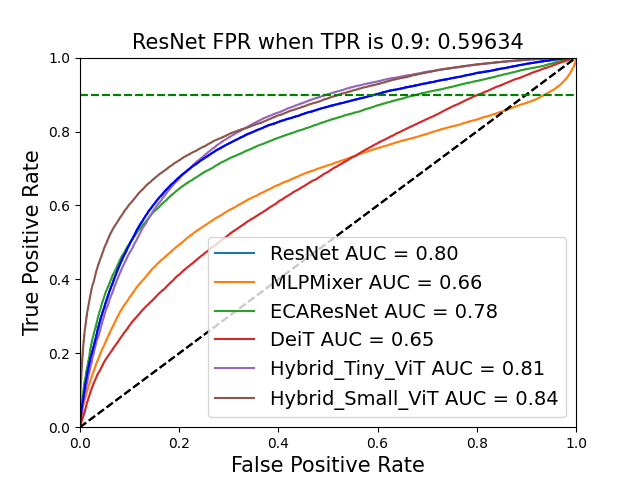 ResNet FPR when TPR is 0.9: 0.59634
True Positive Rate
1.0
0.8
0.6
0.4
0.2
0.0
ResNet AUC = 0.80
MLPMixer AUC = 0.66
ECAResNet AUC = 0.78
DeiT AUC = 0.65
Hybrid_Tiny_ViT AUC = 0.81
Hybrid_Small_ViT AUC = 0.84
0.0 0.2 0.4 0.6 0.8 1.0
False Positive Rate